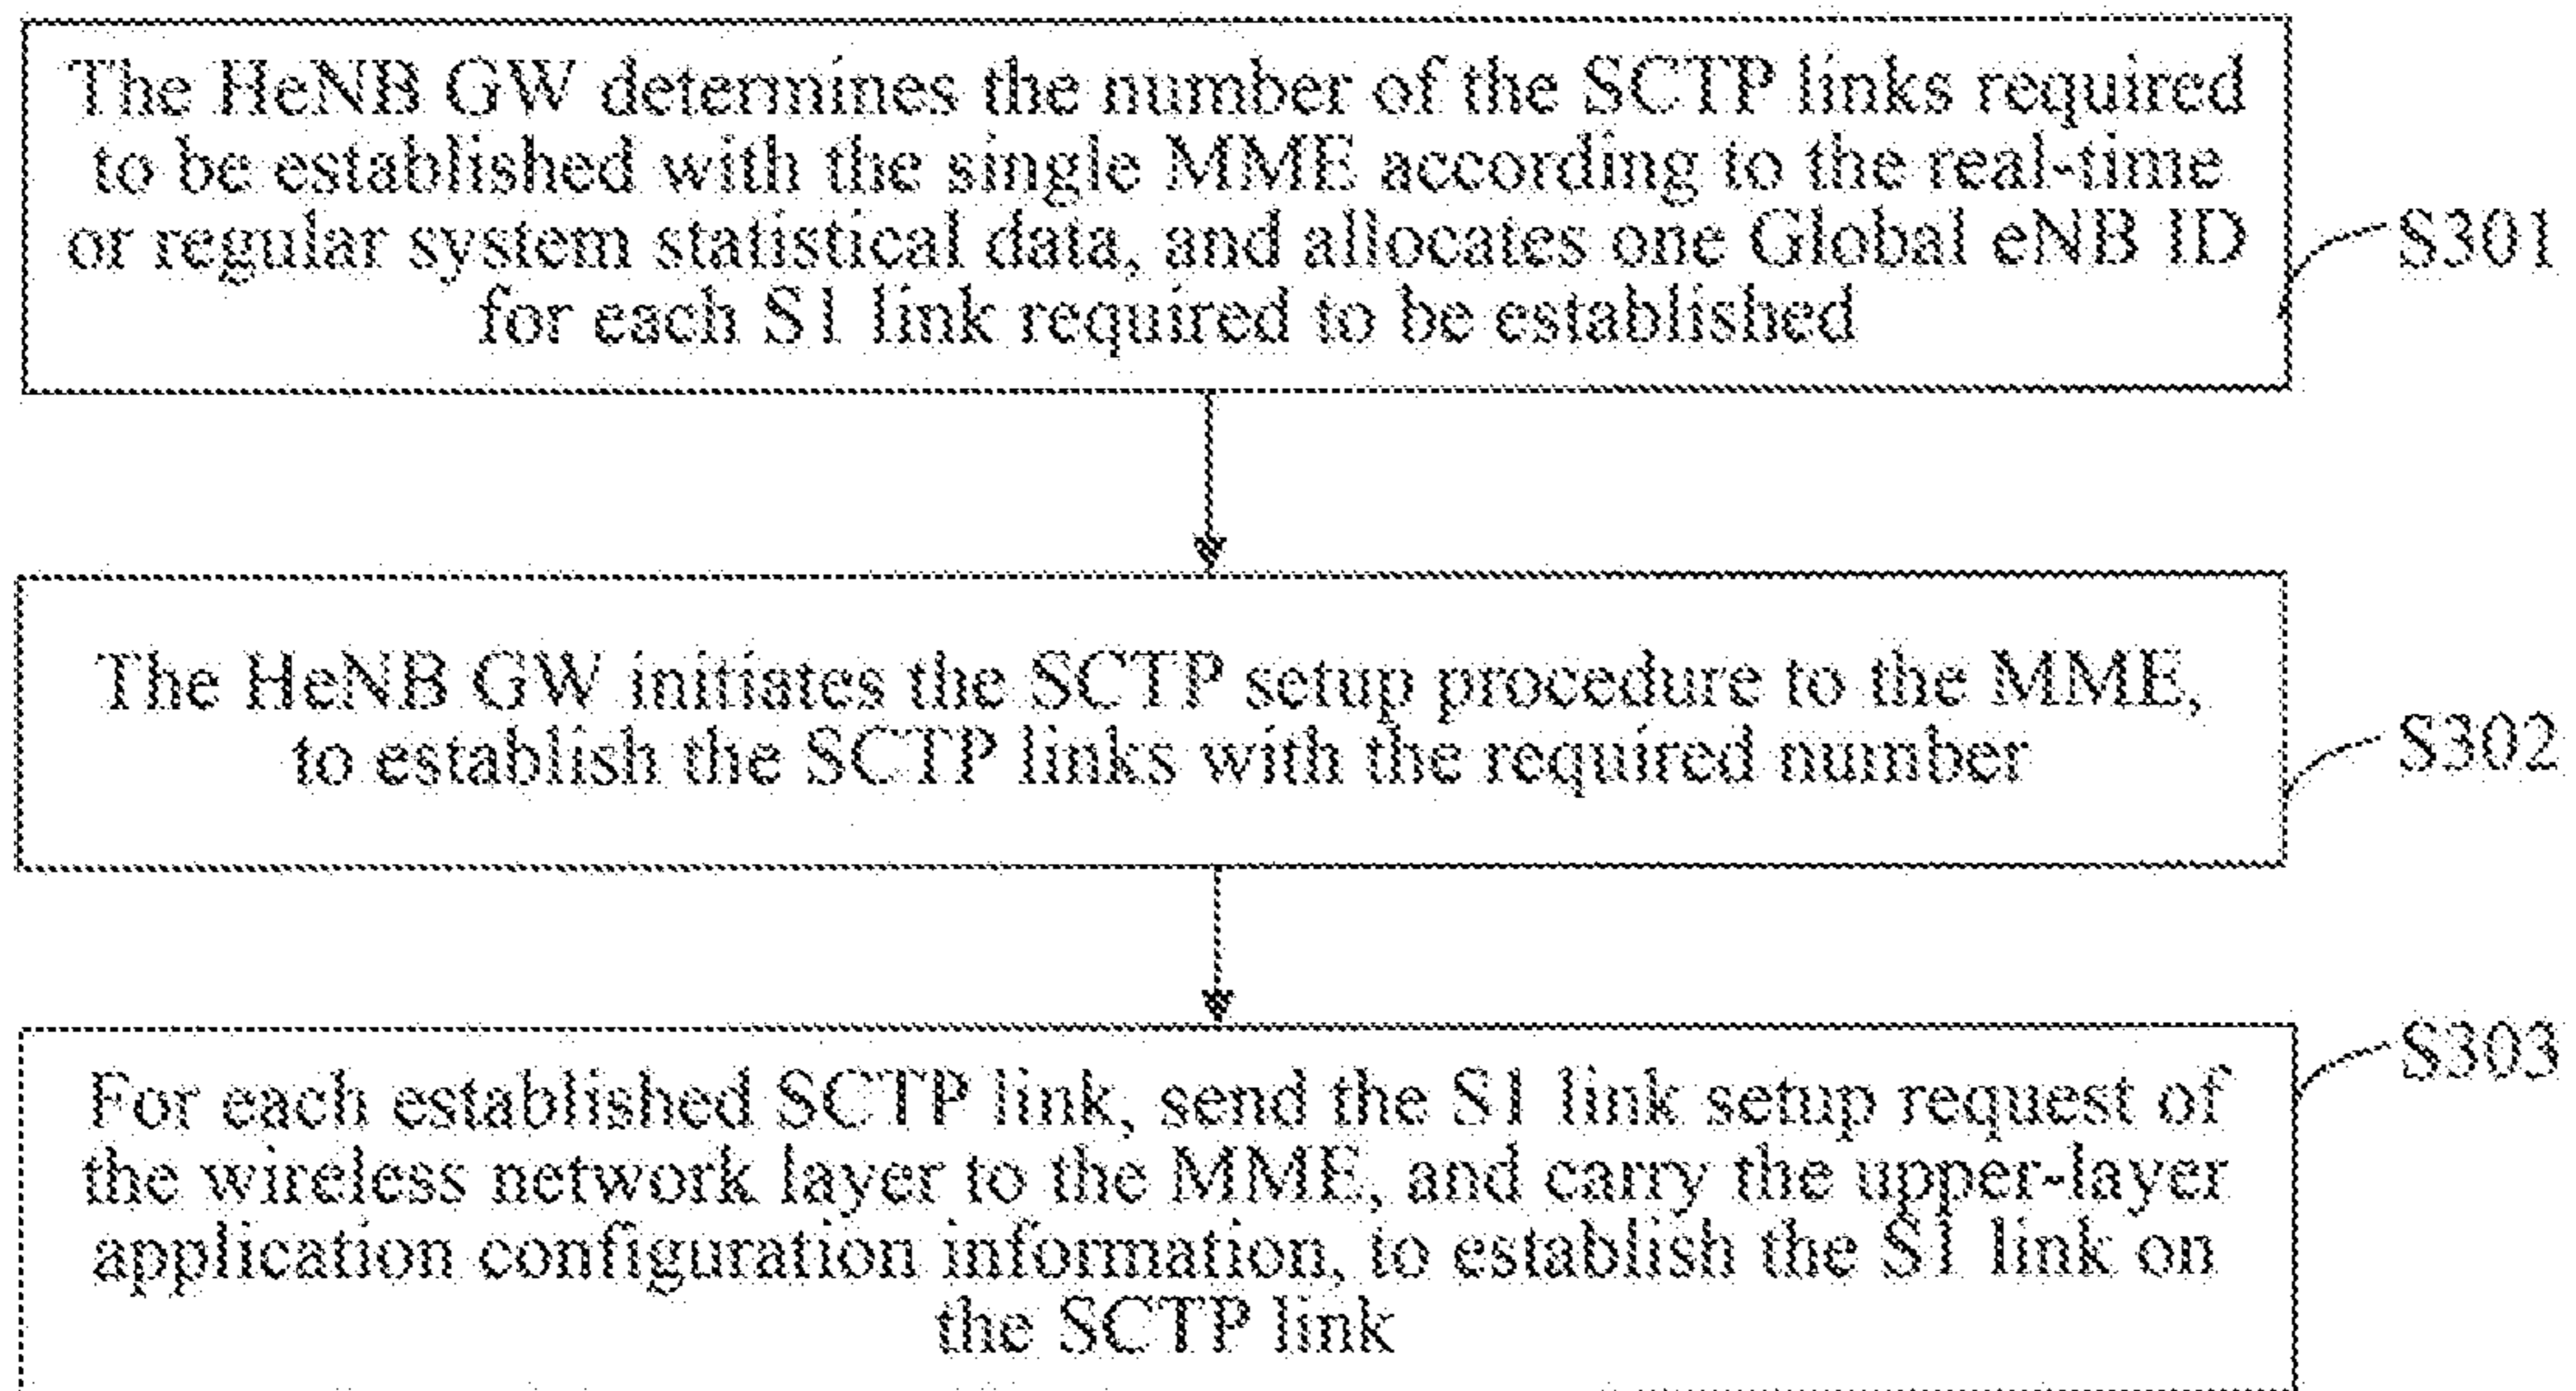 The HeNB GW determines the number of the SCTP links required
to be established with the single MME according to the real-time
or regular system statistical data, and allocates one Global eNB ID
for each S1 link required to be established
S301
The HeNB GW initiates the SCTP setup procedure to the MME,
to establish the SCTP links with the required number
S302
For each established SCTP link, send the S1 link setup request of
the wireless network layer to the MME, and carry the upper-layer
application configuration information, to establish the S1 link on
the SCTP link
S303